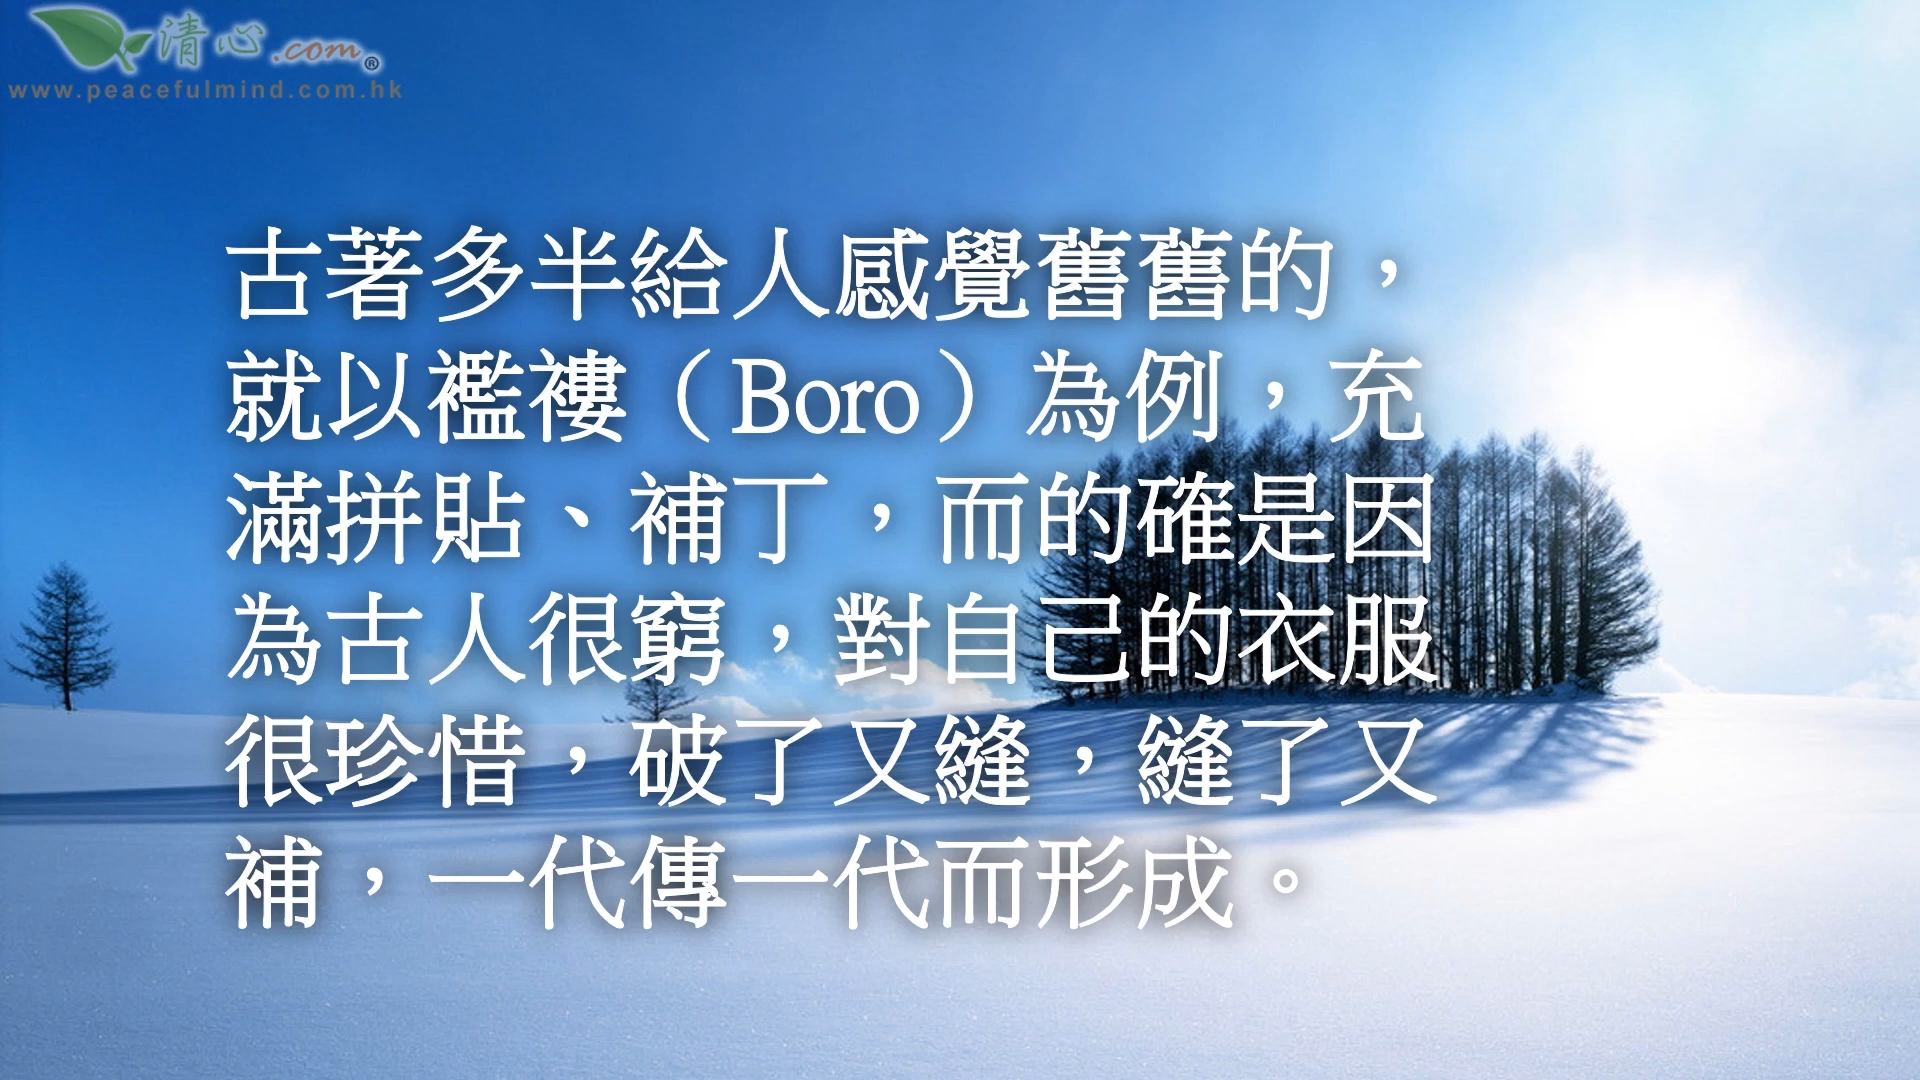 清心.com®
www.peacefulmind.com.hk
古著多半給人感覺舊舊的，
就以襤褸（Boro）為例，充
滿拼貼、補丁，而的確是因
為古人很窮，對自己的衣服
很珍惜，破了又縫，縫了又
補，一代傳一代而形成。